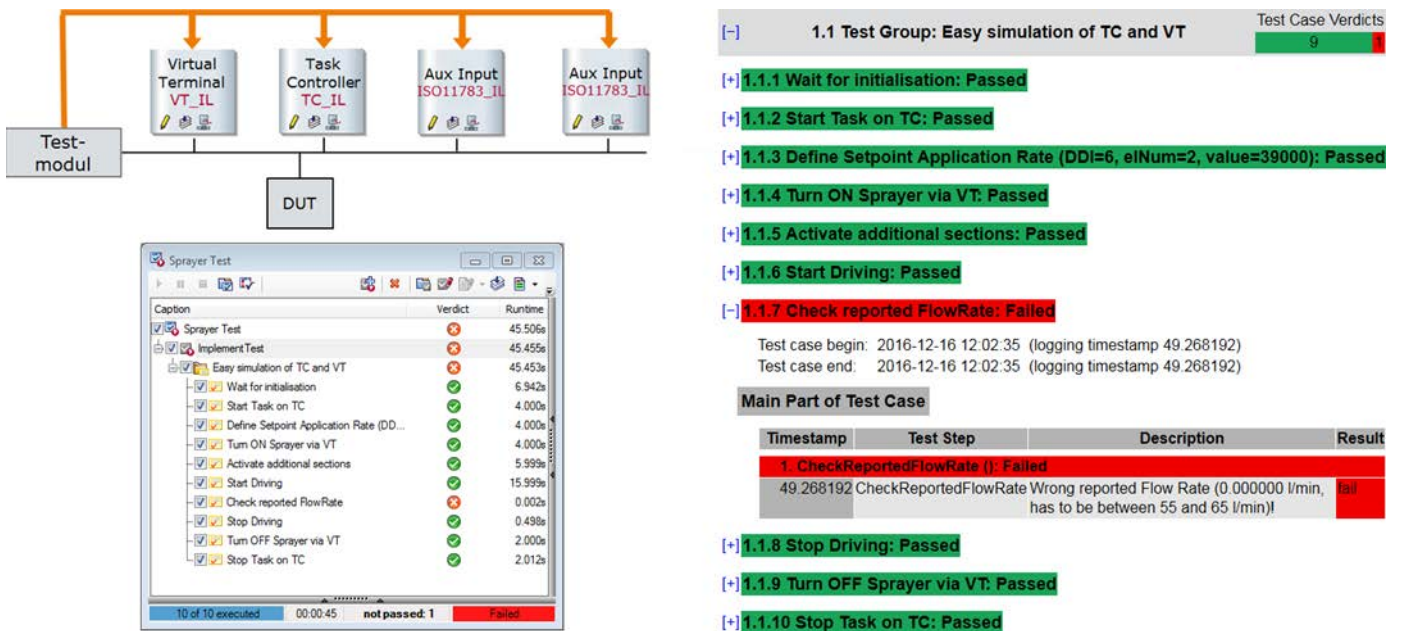 Virtual
Terminal
VT_IL
Task
Controller
TC_IL
Aux Input
ISO11783_IL
Aux Input
ISO11783_IL
Test-
modul
DUT
Sprayer Test
Caption Verdict Runtime
Sprayer Test 45.506s
ImplementTest 45.455s
Easy simulation of TC and VT 45.453s
Wait for initialisation 6.942s
Start Task on TC 4.000s
Define Setpoint Application Rate (DD... 4.000s
Turn ON Sprayer via VT 4.000s
Activate additional sections 5.999s
Start Driving 15.999s
Check reported FlowRate 0.002s
Stop Driving 0.498s
Turn OFF Sprayer via VT 2.000s
Stop Task on TC 2.012s
10 of 10 executed 00:00:45 not passed: 1 Failed
[−] 1.1 Test Group: Easy simulation of TC and VT
Test Case Verdicts
9 1
[+] 1.1.1 Wait for initialisation: Passed
[+] 1.1.2 Start Task on TC: Passed
[+] 1.1.3 Define Setpoint Application Rate (DDI=6, elNum=2, value=39000): Passed
[+] 1.1.4 Turn ON Sprayer via VT: Passed
[+] 1.1.5 Activate additional sections: Passed
[+] 1.1.6 Start Driving: Passed
[−] 1.1.7 Check reported FlowRate: Failed
Test case begin: 2016-12-16 12:02:35 (logging timestamp 49.268192)
Test case end: 2016-12-16 12:02:35 (logging timestamp 49.268192)
Main Part of Test Case
Timestamp Test Step Description Result
1. CheckReportedFlowRate (): Failed
49.268192 CheckReportedFlowRate Wrong reported Flow Rate (0.000000 l/min, fail
has to be between 55 and 65 l/min)!
[+] 1.1.8 Stop Driving: Passed
[+] 1.1.9 Turn OFF Sprayer via VT: Passed
[+] 1.1.10 Stop Task on TC: Passed